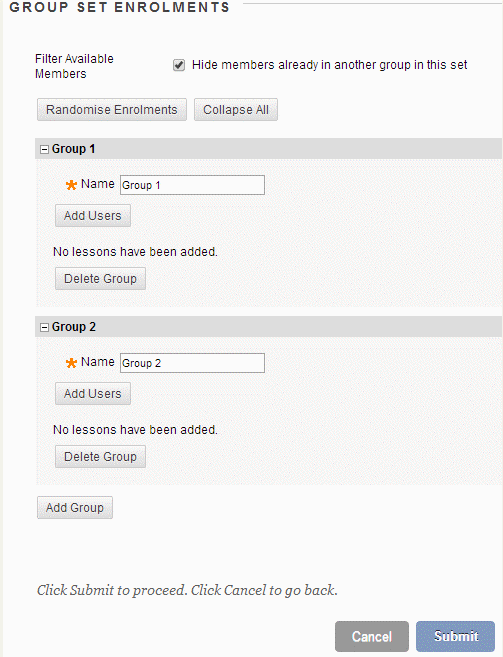 GROUP SET ENROLMENTS
Filter Available
Members
Hide members already in another group in this set
Randomise Enrolments
Collapse All
Group 1
Name Group 1
Add Users
No lessons have been added.
Delete Group
Group 2
Name Group 2
Add Users
No lessons have been added.
Delete Group
Add Group
Click Submit to proceed. Click Cancel to go back.
Cancel
Submit